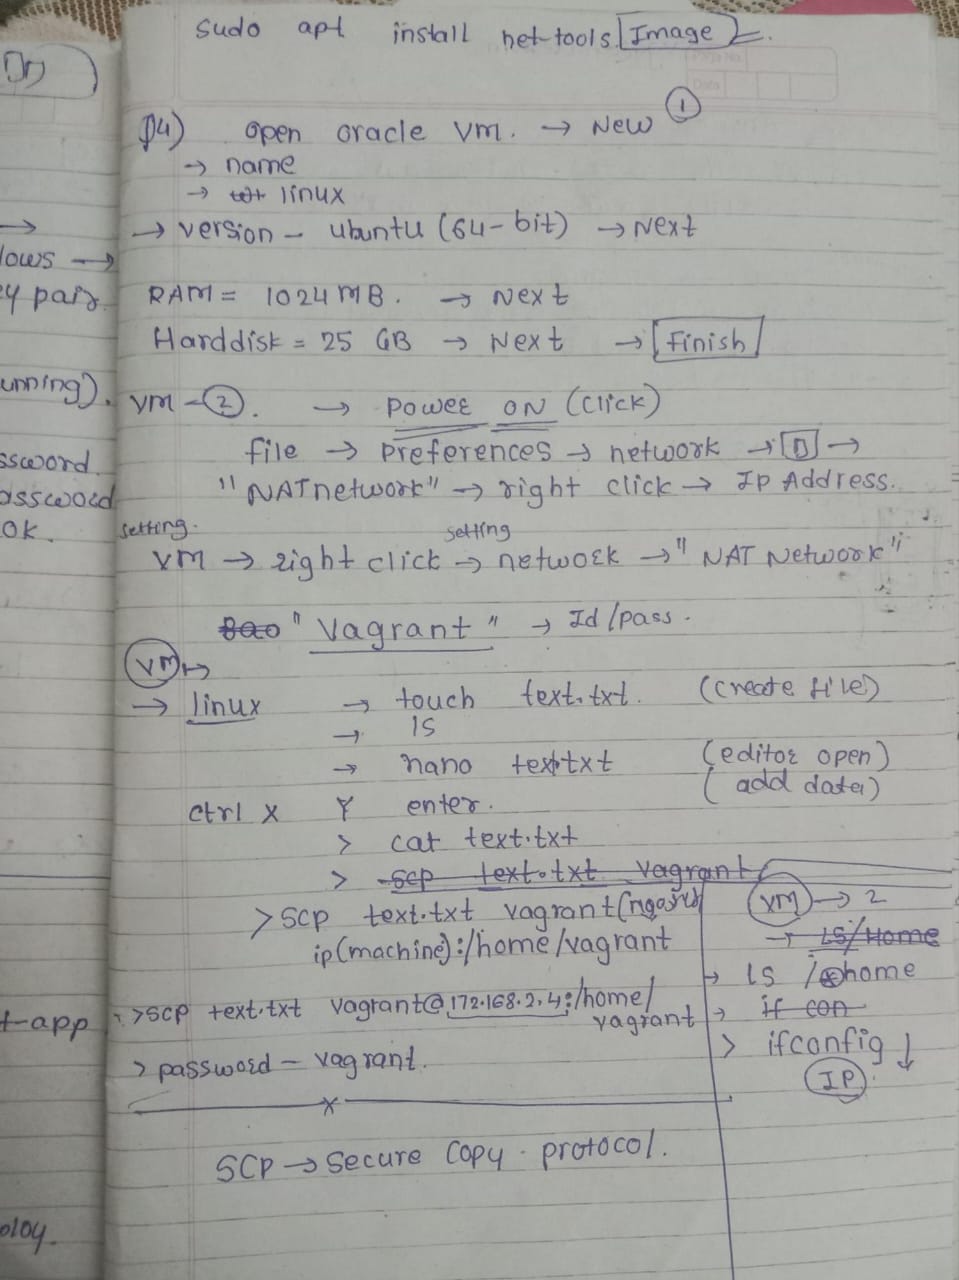 sudo apt install net-tools. Image
Page No.
Date
P4) open oracle VM. → New ①
→ name
→ linux
→ version - ubuntu (64-bit) → Next
RAM = 1024 MB. → Next
Harddisk = 25 GB → Next → Finish
VM - ②. → Power ON (click)
file → preferences → network → →
"NATnetwork" → right click → IP Address.
setting. setting
VM → right click → network → "NAT Network"
"Vagrant" → Id/pass.
VM →
→ linux → touch text.txt. (create file)
→ ls
→ nano text.txt (editor open)
(add data)
ctrl X Y enter.
> cat text.txt
> scp text.txt vagrant
>scp text.txt vagrant
ip(machine):/home/vagrant
>scp text.txt vagrant@172.168.2.4:/home/
vagrant
> password - vagrant.
VM → 2
→ LS/Home
→ ls /home
→ if con
> ifconfig ↓
IP.
SCP → Secure Copy protocol.
→
lows →
ey pair.
unning).
ssword.
assword
ok.
t-app
ploy.